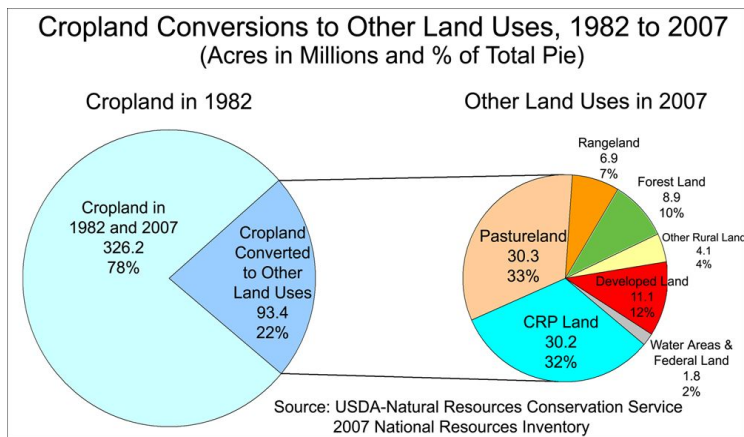 Cropland Conversions to Other Land Uses, 1982 to 2007
(Acres in Millions and % of Total Pie)
Cropland in 1982
Other Land Uses in 2007
Cropland in
1982 and 2007
326.2
78%
Cropland
Converted
to Other
Land Uses
93.4
22%
Rangeland
6.9
7%
Forest Land
8.9
10%
Other Rural Land
4.1
4%
Developed Land
11.1
12%
Water Areas &
Federal Land
1.8
2%
CRP Land
30.2
32%
Pastureland
30.3
33%
Source: USDA-Natural Resources Conservation Service
2007 National Resources Inventory